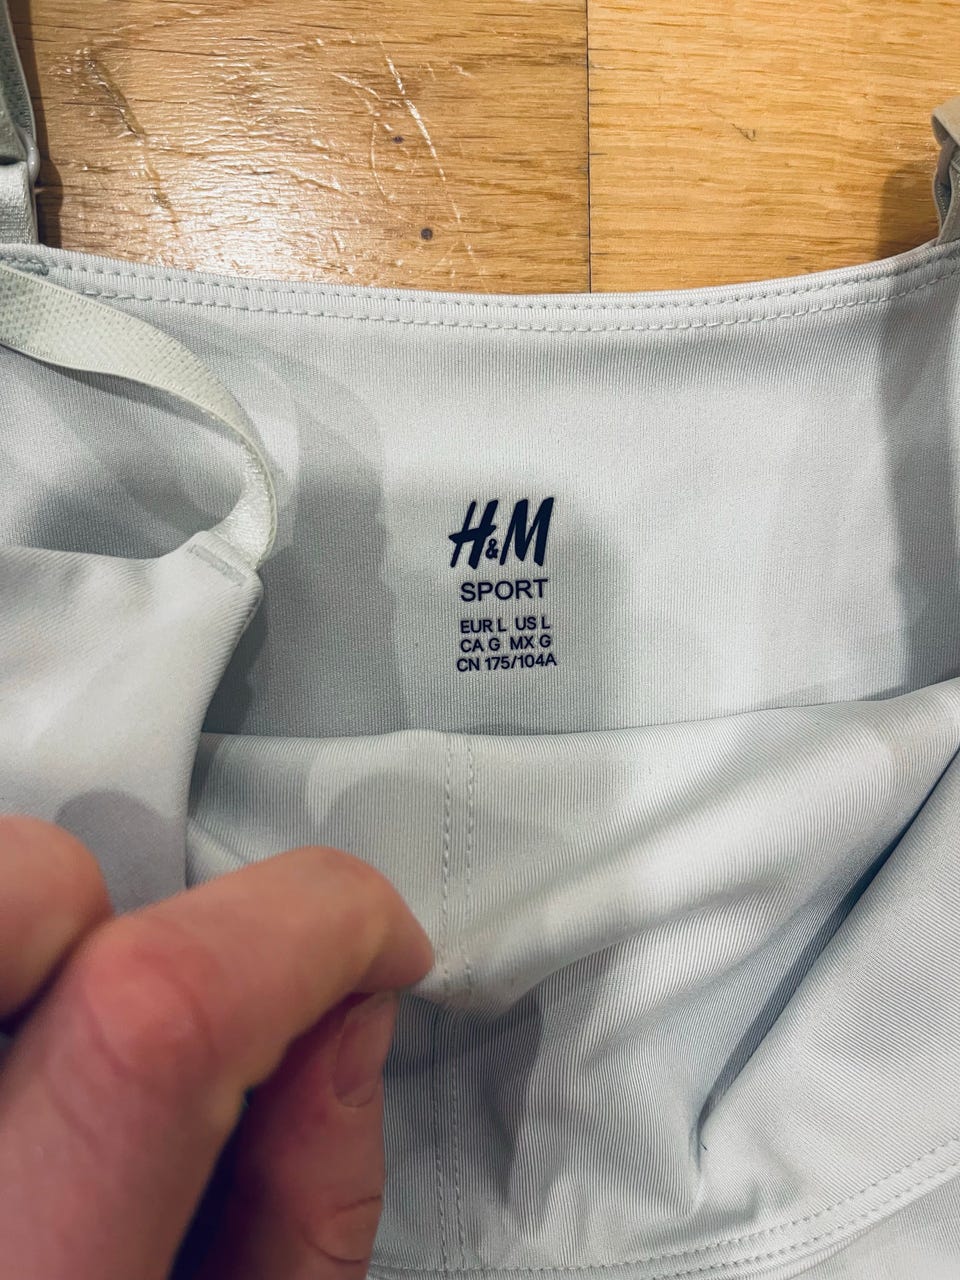 H&M
SPORT
EUR L US L
CA G MX G
CN 175/104A